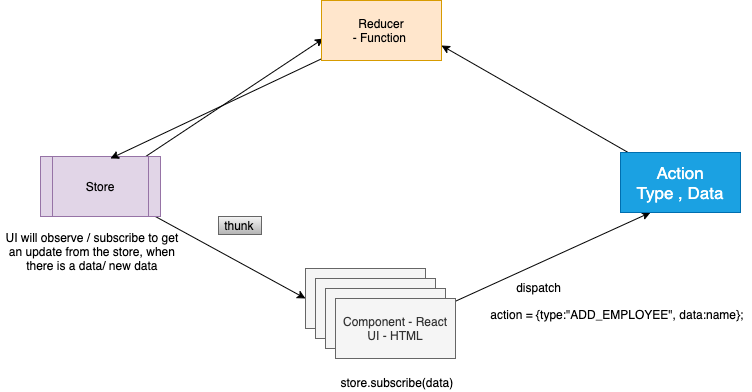 Reducer
- Function
Action
Type , Data
Store
UI will observe / subscribe to get
an update from the store, when
there is a data/ new data
thunk
Component - React
UI - HTML
dispatch
action = {type:"ADD_EMPLOYEE", data:name};
store.subscribe(data)